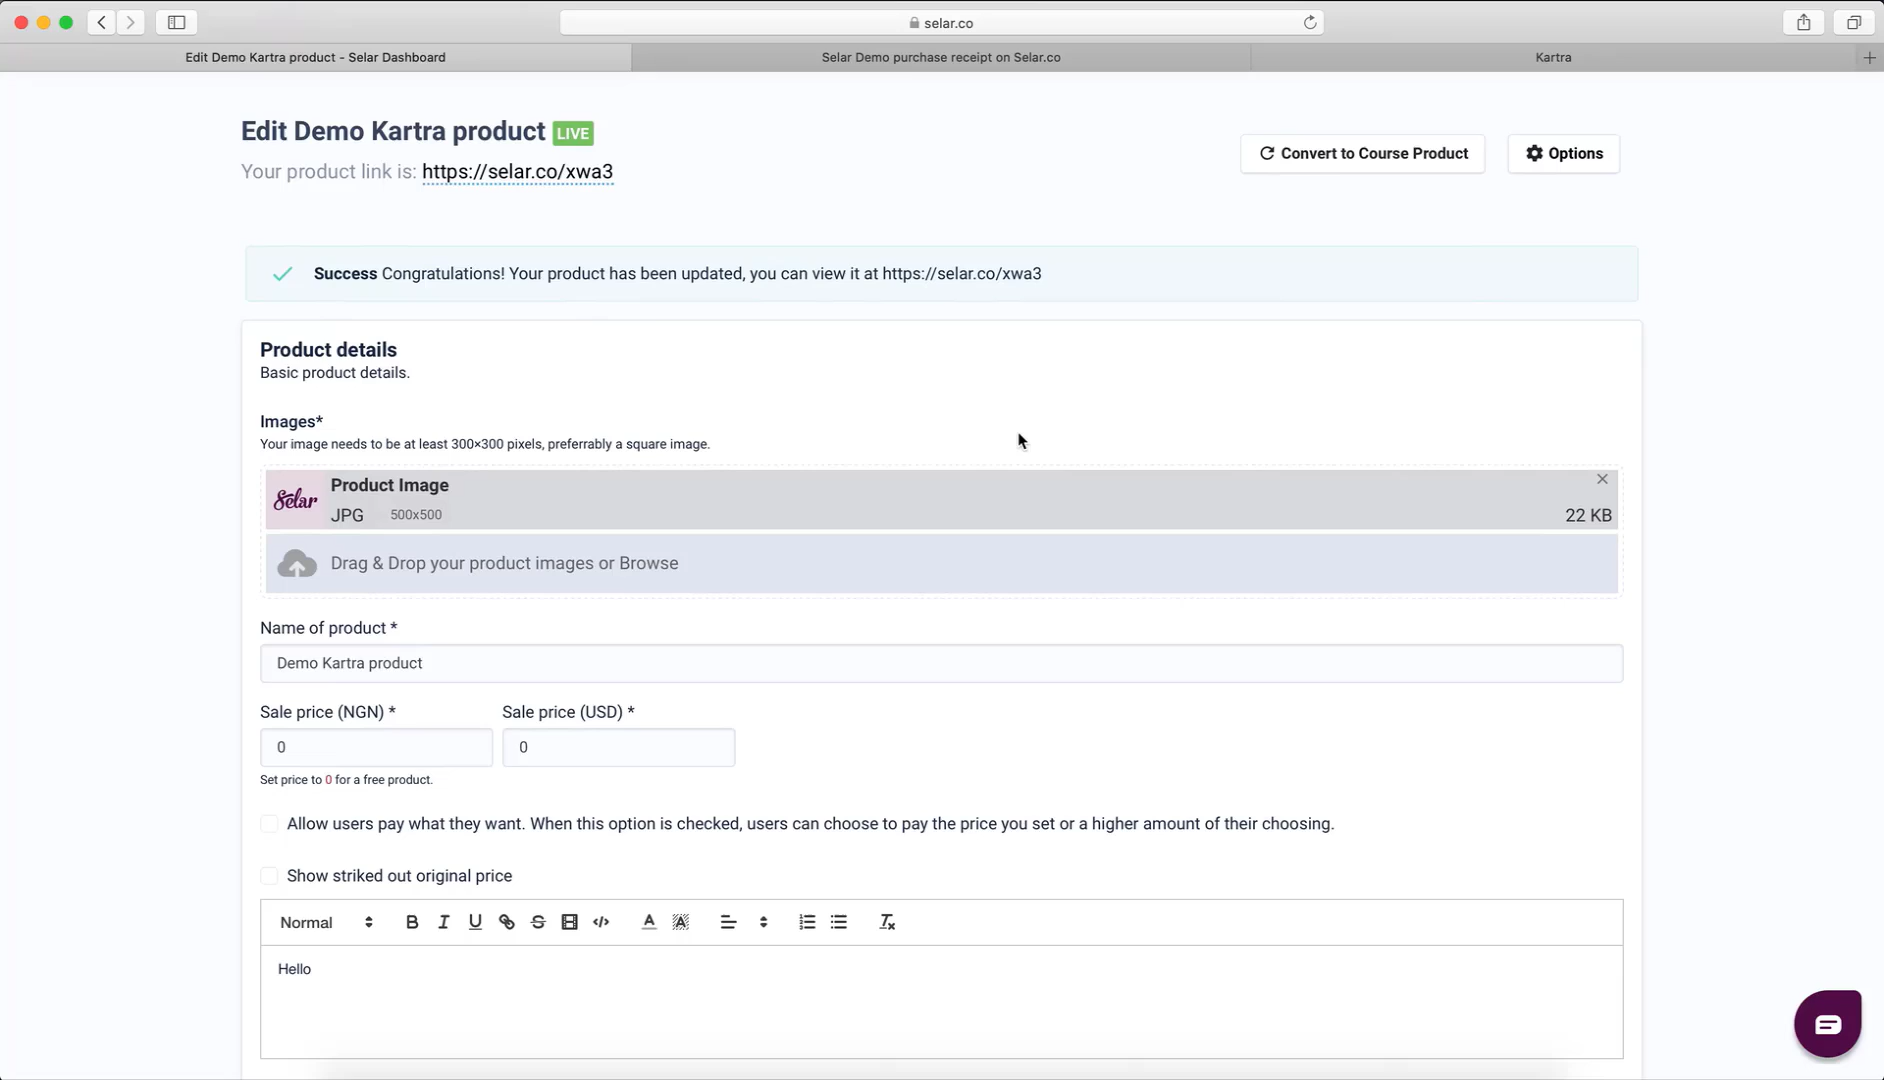 selar.co
Edit Demo Kartra product - Selar Dashboard
Selar Demo purchase receipt on Selar.co
Kartra
Edit Demo Kartra product LIVE
Your product link is: https://selar.co/xwa3
Convert to Course Product
Options
Success Congratulations! Your product has been updated, you can view it at https://selar.co/xwa3
Product details
Basic product details.
Images*
Your image needs to be at least 300×300 pixels, preferrably a square image.
Selar
Product Image
JPG 500x500
22 KB
Drag & Drop your product images or Browse
Name of product *
Demo Kartra product
Sale price (NGN) * Sale price (USD) *
0 0
Set price to 0 for a free product.
Allow users pay what they want. When this option is checked, users can choose to pay the price you set or a higher amount of their choosing.
Show striked out original price
Normal
Hello